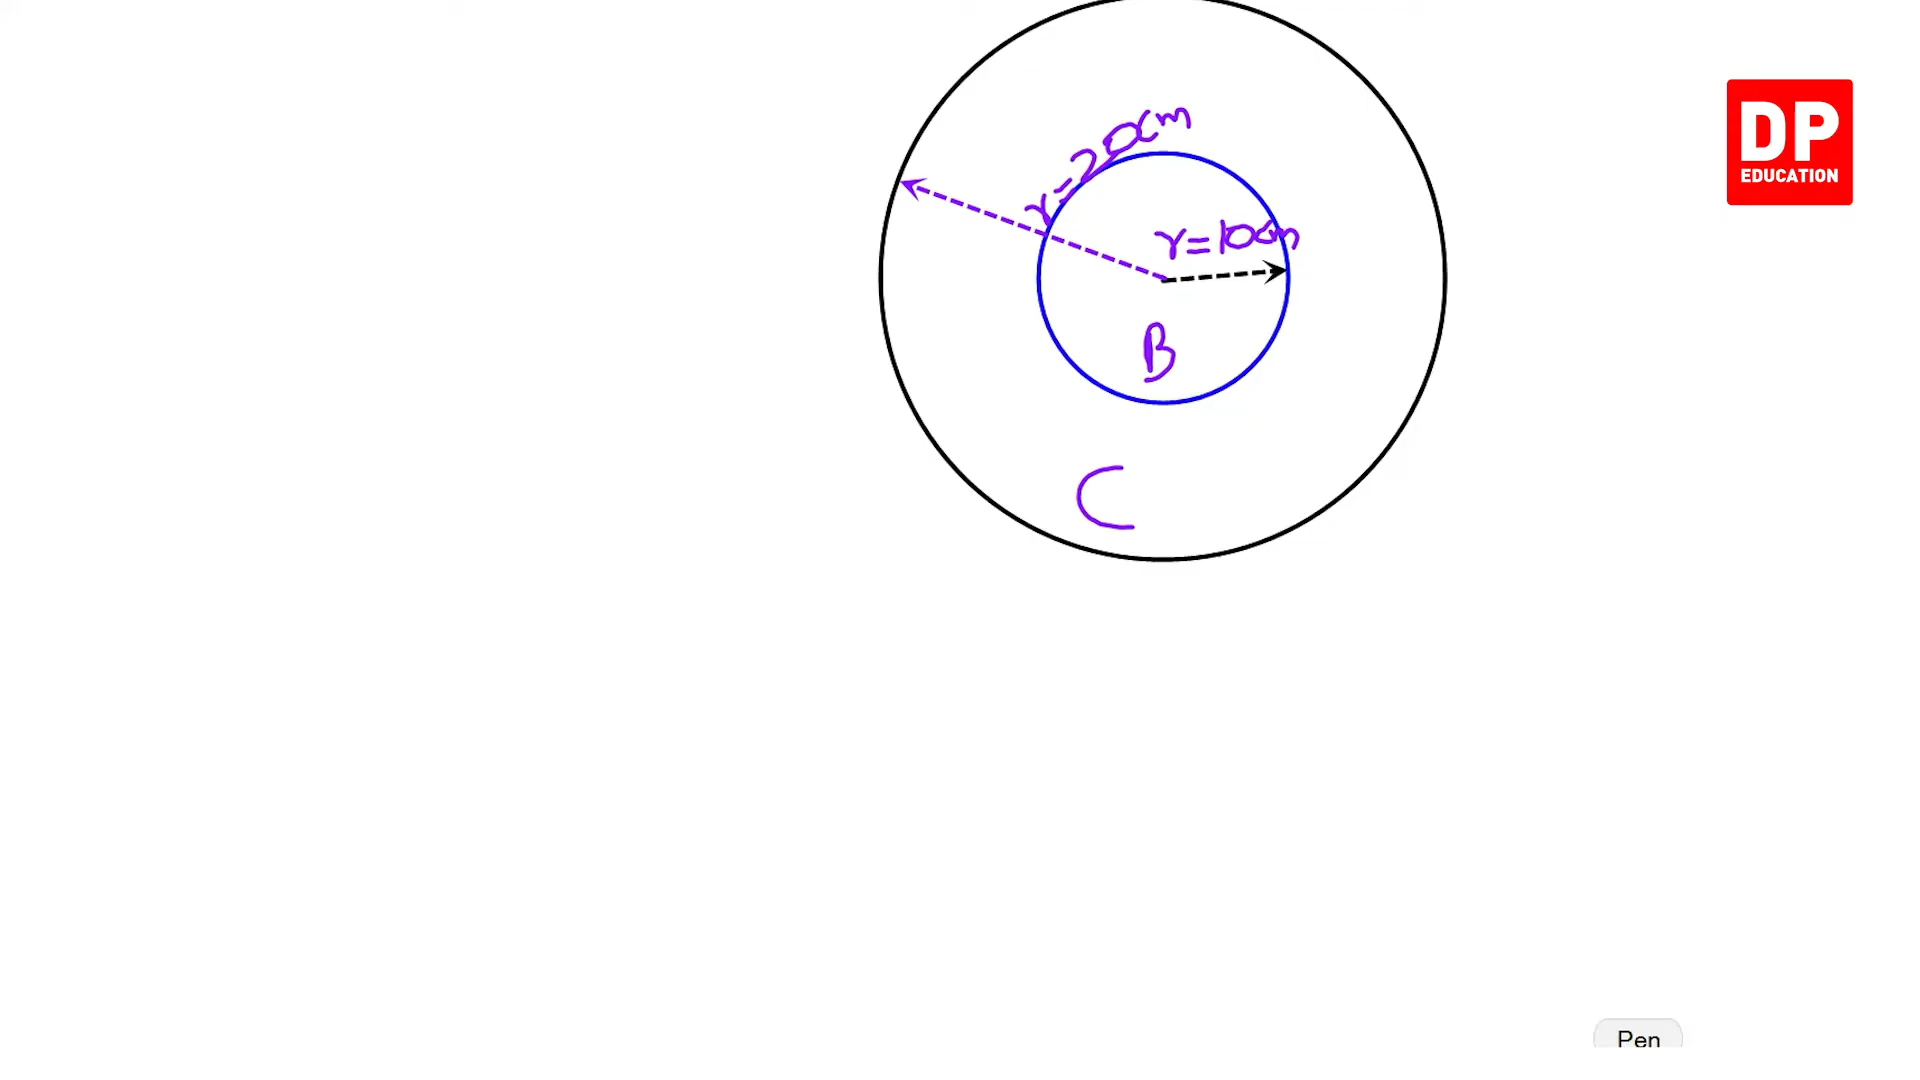 r=20cm
DP
EDUCATION
r=10cm
B
C
Pen